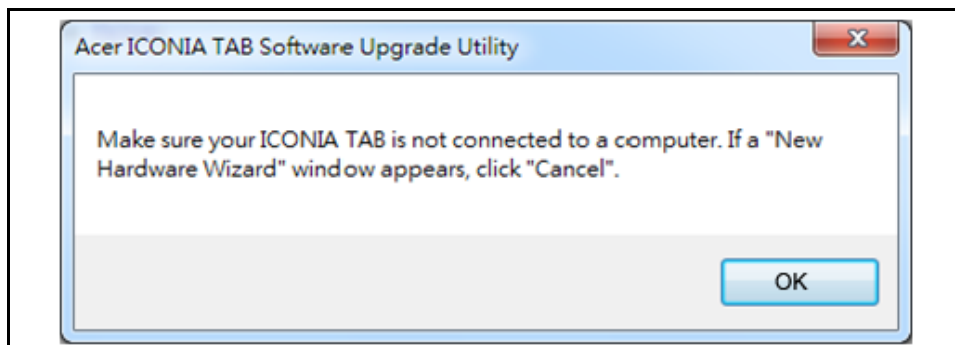 Acer ICONIA TAB Software Upgrade Utility
Make sure your ICONIA TAB is not connected to a computer. If a "New
Hardware Wizard" window appears, click "Cancel".
OK